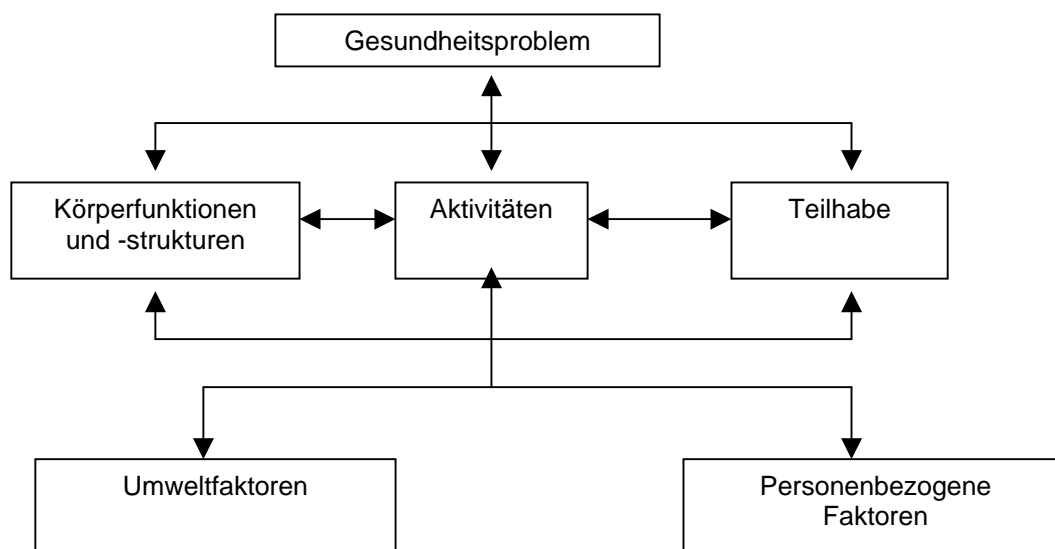 Gesundheitsproblem
Körperfunktionen
und -strukturen
Aktivitäten
Teilhabe
Umweltfaktoren
Personenbezogene
Faktoren